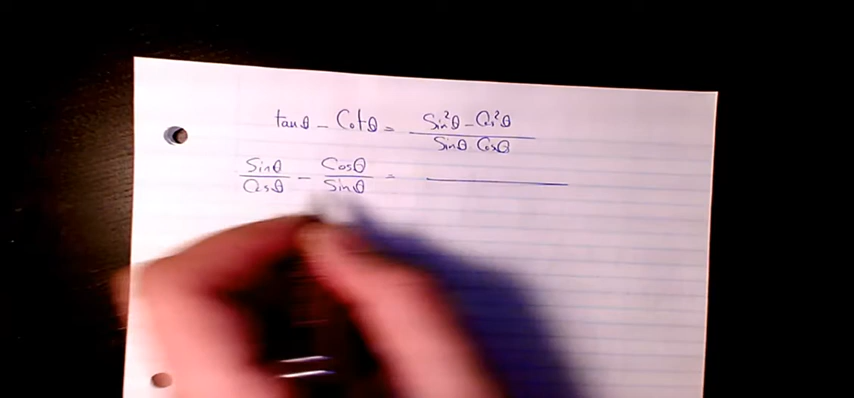 tanθ - Cotθ = Sin²θ - Cos²θ / Sinθ Cosθ
Sinθ / Cosθ - Cosθ / Sinθ =